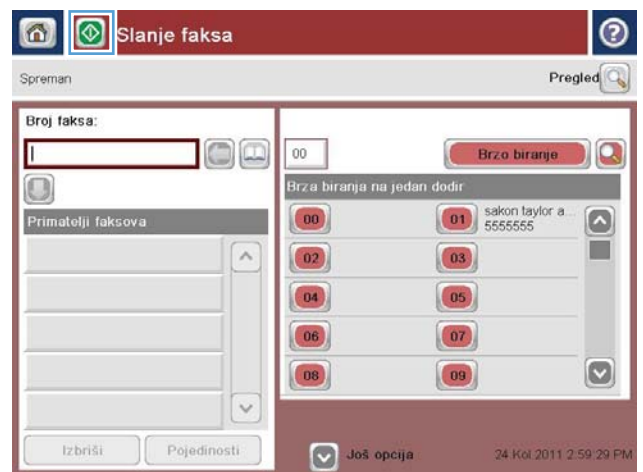 Slanje faksa
Spreman
Pregled
Broj faksa:
Primatelji faksova
Izbriši
Pojedinosti
00
Brzo biranje
Brza biranja na jedan dodir
00
01
sakon taylor a...
5555555
02
03
04
05
06
07
08
09
Još opcija
24 Kol 2011 2:59:29 PM